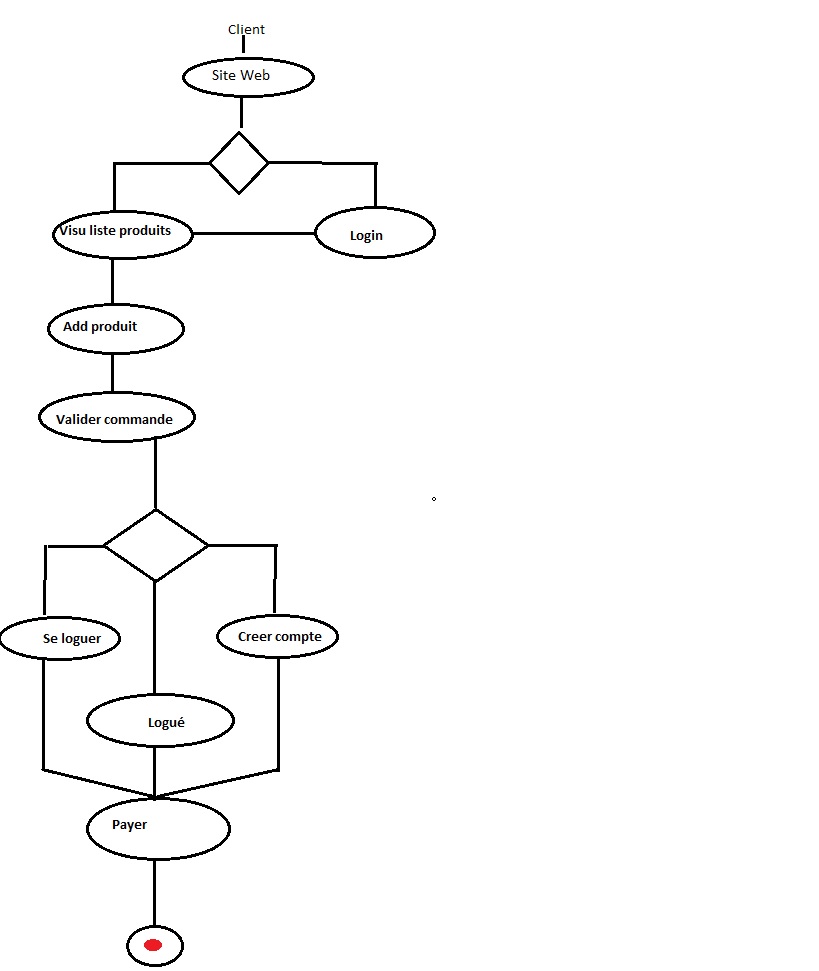 Client
Site Web
Visu liste produits
Login
Add produit
Valider commande
Se loguer
Creer compte
Logué
Payer